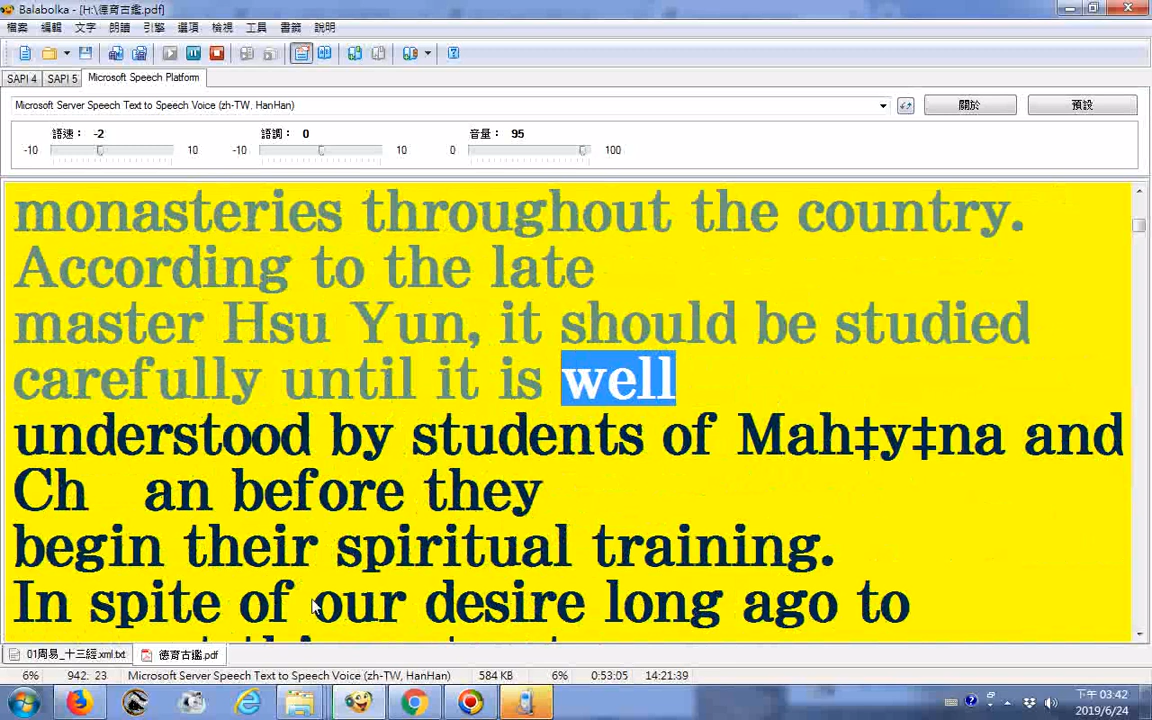 Balabolka - [H:\德育古鑑.pdf]
檔案 編輯 文字 朗讀 引擎 選項 檢視 工具 書籤 說明
SAPI 4 SAPI 5 Microsoft Speech Platform
Microsoft Server Speech Text to Speech Voice (zh-TW, HanHan) 關於 預設
語速： -2 語調： 0 音量： 95
-10 10 -10 10 0 100
monasteries throughout the country.
According to the late
master Hsu Yun, it should be studied
carefully until it is well
understood by students of Mah‡y‡na and
Ch an before they
begin their spiritual training.
In spite of our desire long ago to
01周易_十三經.xml.txt 德育古鑑.pdf
6% 942: 23 Microsoft Server Speech Text to Speech Voice (zh-TW, HanHan) 584 KB 6% 0:53:05 14:21:39
下午 03:42
2019/6/24